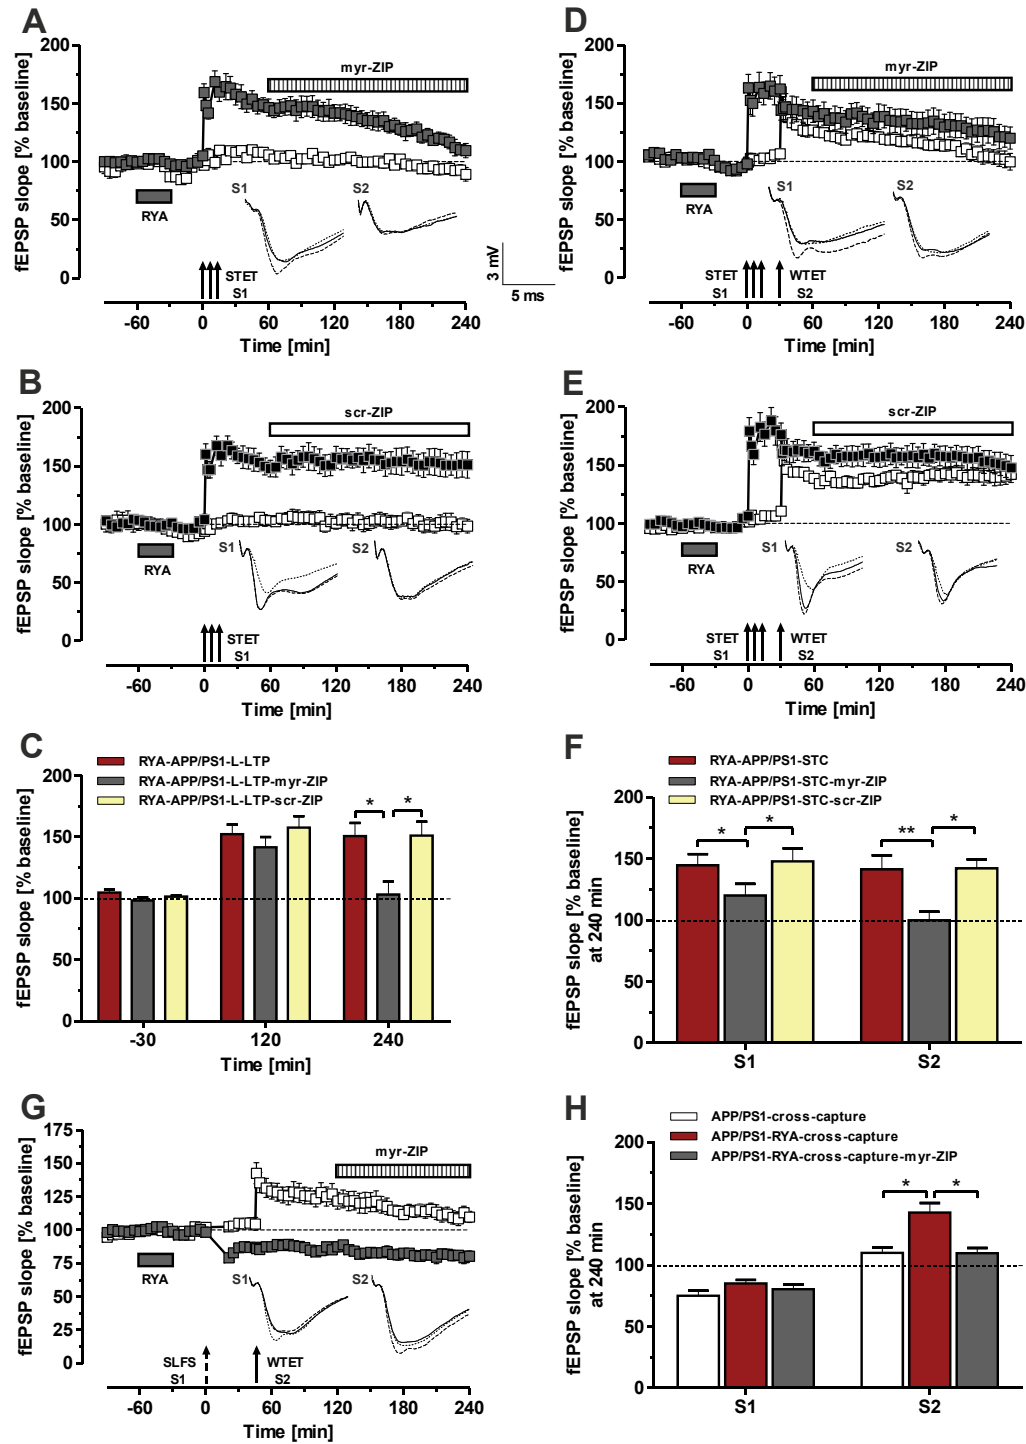 A
fEPSP slope [% baseline]
200
150
100
50
0
myr-ZIP
RYA
S1
S2
STET
S1
3 mV
5 ms
-60
0
60
120
180
240
Time [min]
D
fEPSP slope [% baseline]
200
150
100
50
0
myr-ZIP
RYA
S1
S2
STET
S1
WTET
S2
-60
0
60
120
180
240
Time [min]
B
fEPSP slope [% baseline]
200
150
100
50
0
scr-ZIP
RYA
S1
S2
STET
S1
-60
0
60
120
180
240
Time [min]
E
fEPSP slope [% baseline]
200
150
100
50
0
scr-ZIP
RYA
S1
S2
STET
S1
WTET
S2
-60
0
60
120
180
240
Time [min]
C
RYA-APP/PS1-L-LTP
RYA-APP/PS1-L-LTP-myr-ZIP
RYA-APP/PS1-L-LTP-scr-ZIP
fEPSP slope [% baseline]
200
150
100
50
0
* *
-30
120
240
Time [min]
F
RYA-APP/PS1-STC
RYA-APP/PS1-STC-myr-ZIP
RYA-APP/PS1-STC-scr-ZIP
fEPSP slope [% baseline]
at 240 min
200
150
100
50
0
* *
** *
S1
S2
G
fEPSP slope [% baseline]
175
150
125
100
75
50
25
0
myr-ZIP
RYA
S1
S2
SLFS
S1
WTET
S2
-60
0
60
120
180
240
Time [min]
H
APP/PS1-cross-capture
APP/PS1-RYA-cross-capture
APP/PS1-RYA-cross-capture-myr-ZIP
fEPSP slope [% baseline]
at 240 min
200
150
100
50
0
* *
S1
S2